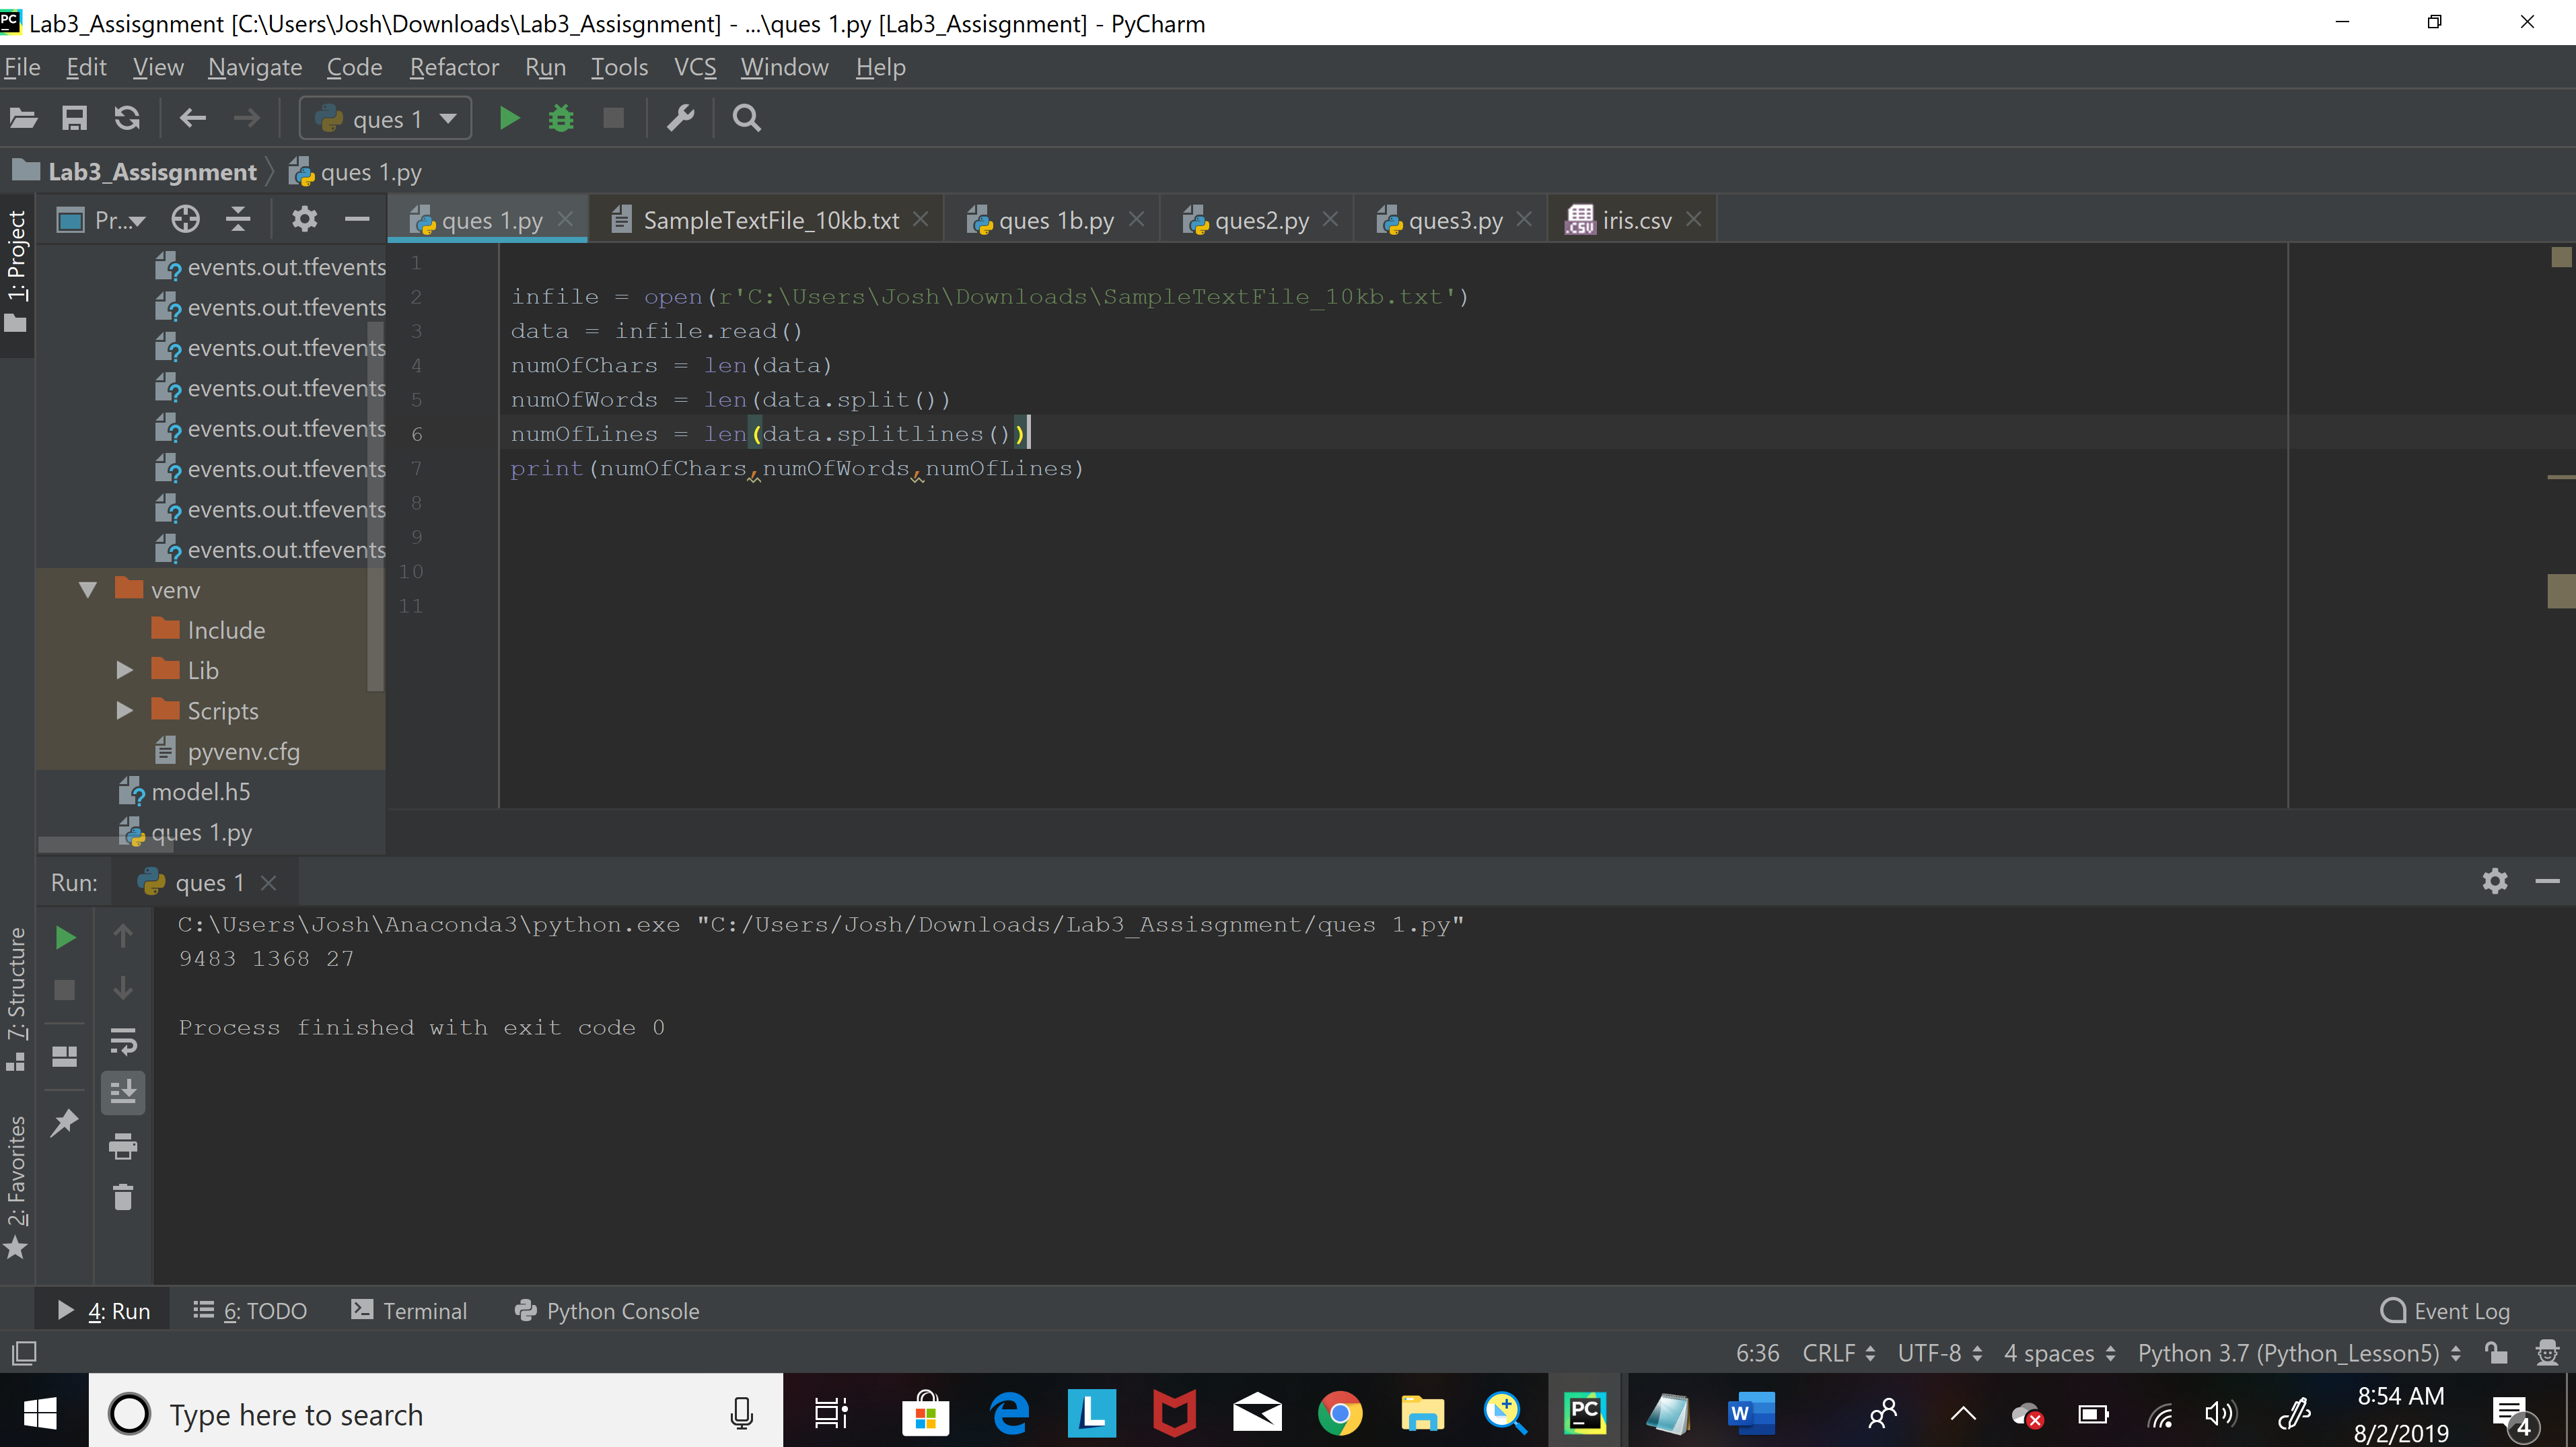 Lab3_Assisgnment [C:\Users\Josh\Downloads\Lab3_Assisgnment] - ...\ques 1.py [Lab3_Assisgnment] - PyCharm
File Edit View Navigate Code Refactor Run Tools VCS Window Help
ques 1
Lab3_Assisgnment ques 1.py
1: Project
Pr...
ques 1.py SampleTextFile_10kb.txt ques 1b.py ques2.py ques3.py iris.csv
events.out.tfevents
events.out.tfevents
events.out.tfevents
events.out.tfevents
events.out.tfevents
events.out.tfevents
events.out.tfevents
events.out.tfevents
venv
Include
Lib
Scripts
pyvenv.cfg
model.h5
ques 1.py
1
2 infile = open(r'C:\Users\Josh\Downloads\SampleTextFile_10kb.txt')
3 data = infile.read()
4 numOfChars = len(data)
5 numOfWords = len(data.split())
6 numOfLines = len(data.splitlines())
7 print(numOfChars,numOfWords,numOfLines)
8
9
10
11
Run: ques 1
C:\Users\Josh\Anaconda3\python.exe "C:/Users/Josh/Downloads/Lab3_Assisgnment/ques 1.py"
9483 1368 27
Process finished with exit code 0
7: Structure
2: Favorites
4: Run 6: TODO Terminal Python Console Event Log
6:36 CRLF UTF-8 4 spaces Python 3.7 (Python_Lesson5)
Type here to search
L
PC
W
8:54 AM
8/2/2019
4